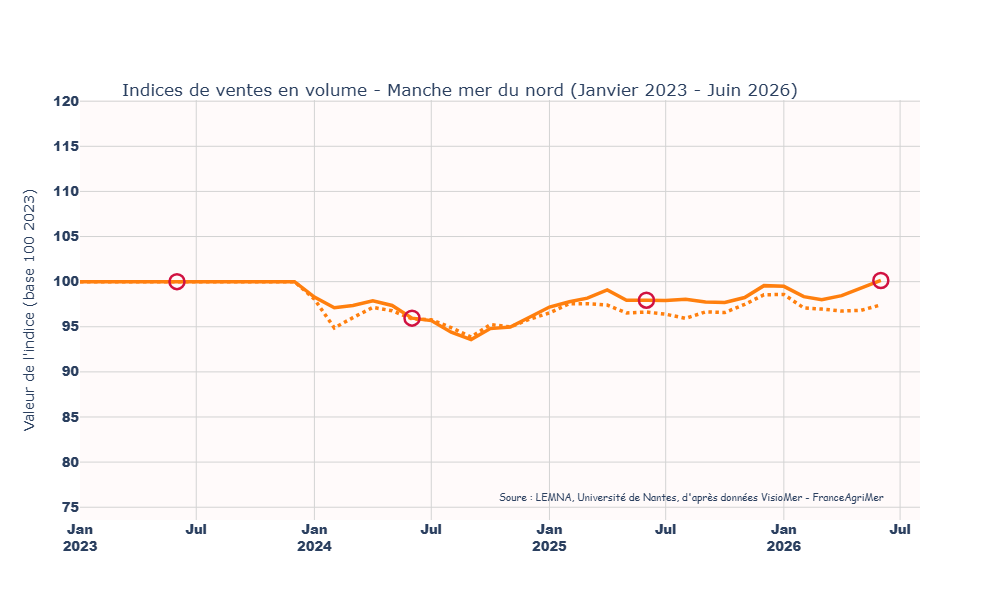 Indices de ventes en volume - Manche mer du nord (Janvier 2023 - Juin 2026)
Valeur de l'indice (base 100 2023)
120
115
110
105
100
95
90
85
80
75
Soure : LEMNA, Université de Nantes, d'après données VisioMer - FranceAgriMer
Jan Jul Jan Jul Jan Jul Jan Jul
2023 2024 2025 2026